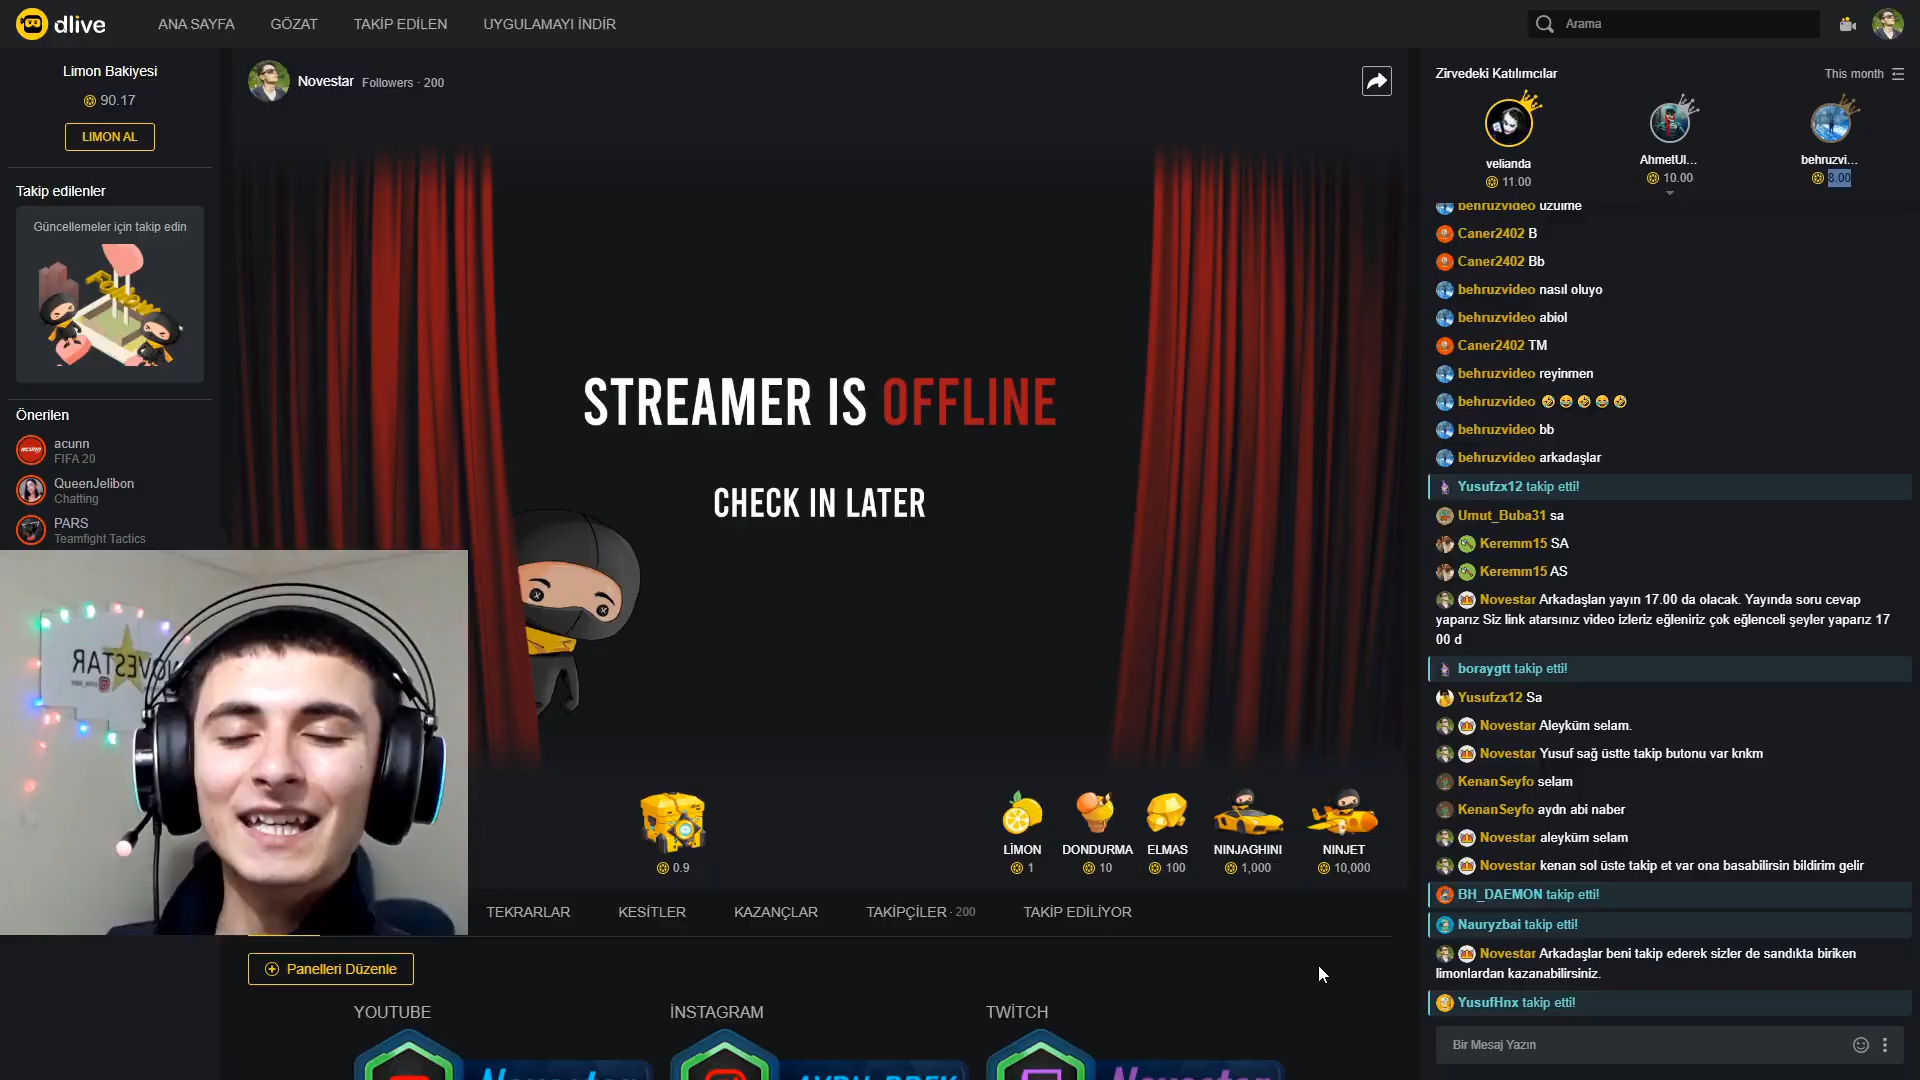 dlive
ANA SAYFA
GÖZAT
TAKİP EDİLEN
UYGULAMAYI İNDİR
Arama
Limon Bakiyesi
90.17
LIMON AL
Takip edilenler
Güncellemeler için takip edin
FOLLOW
Önerilen
acunn
FIFA 20
QueenJelibon
Chatting
PARS
Teamfight Tactics
Novestar Followers · 200
STREAMER IS OFFLINE
CHECK IN LATER
NOVESTAR
0.9
LİMON
1
DONDURMA
10
ELMAS
100
NINJAGHINI
1,000
NINJET
10,000
TEKRARLAR
KESİTLER
KAZANÇLAR
TAKİPÇİLER · 200
TAKİP EDİLİYOR
Panelleri Düzenle
YOUTUBE
İNSTAGRAM
TWİTCH
Novestar
Novestar
Zirvedeki Katılımcılar
This month
velianda
11.00
AhmetUl...
10.00
behruzvi...
8.00
behruzvideo üzülme
Caner2402 B
Caner2402 Bb
behruzvideo nasıl oluyo
behruzvideo abiol
Caner2402 TM
behruzvideo reyinmen
behruzvideo 🤣😂🤣😂🤣
behruzvideo bb
behruzvideo arkadaşlar
Yusufzx12 takip etti!
Umut_Buba31 sa
Keremm15 SA
Keremm15 AS
Novestar Arkadaşlan yayın 17.00 da olacak. Yayında soru cevap
yaparız Siz link atarsınız video izleriz eğleniriz çok eğlenceli şeyler yaparız 17
00 d
boraygtt takip etti!
Yusufzx12 Sa
Novestar Aleyküm selam.
Novestar Yusuf sağ üstte takip butonu var knkm
KenanSeyfo selam
KenanSeyfo aydn abi naber
Novestar aleyküm selam
Novestar kenan sol üste takip et var ona basabilirsin bildirim gelir
BH_DAEMON takip etti!
Nauryzbai takip etti!
Novestar Arkadaşlar beni takip ederek sizler de sandıkta biriken
limonlardan kazanabilirsiniz.
YusufHnx takip etti!
Bir Mesaj Yazın